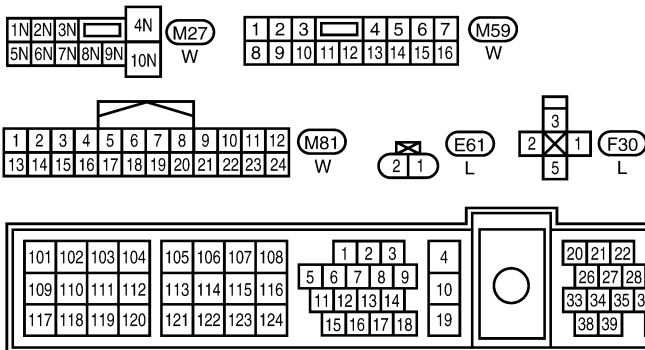 1N 2N 3N 4N M27
5N 6N 7N 8N 9N 10N W
1 2 3 4 5 6 7 M59
8 9 10 11 12 13 14 15 16 W
1 2 3 4 5 6 7 8 9 10 11 12 M81
13 14 15 16 17 18 19 20 21 22 23 24 W
2 1 E61
L
3
2 1 F30
5 L
101 102 103 104 105 106 107 108 1 2 3 4 20 21 22
109 110 111 112 113 114 115 116 5 6 7 8 9 10 26 27 28
117 118 119 120 121 122 123 124 11 12 13 14 19 33 34 35
15 16 17 18 38 39